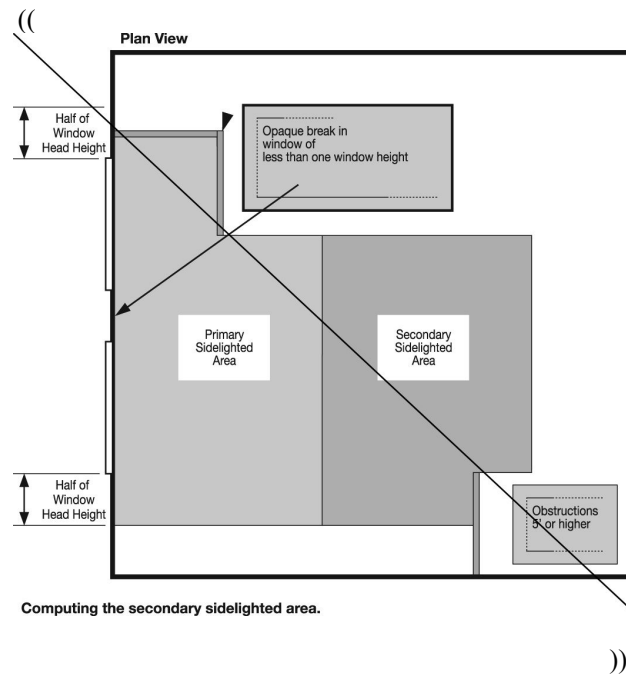 ((
Plan View
Half of
Window
Head Height
Opaque break in
window of
less than one window height
Primary
Sidelighted
Area
Secondary
Sidelighted
Area
Half of
Window
Head Height
Obstructions
5' or higher
Computing the secondary sidelighted area.
))